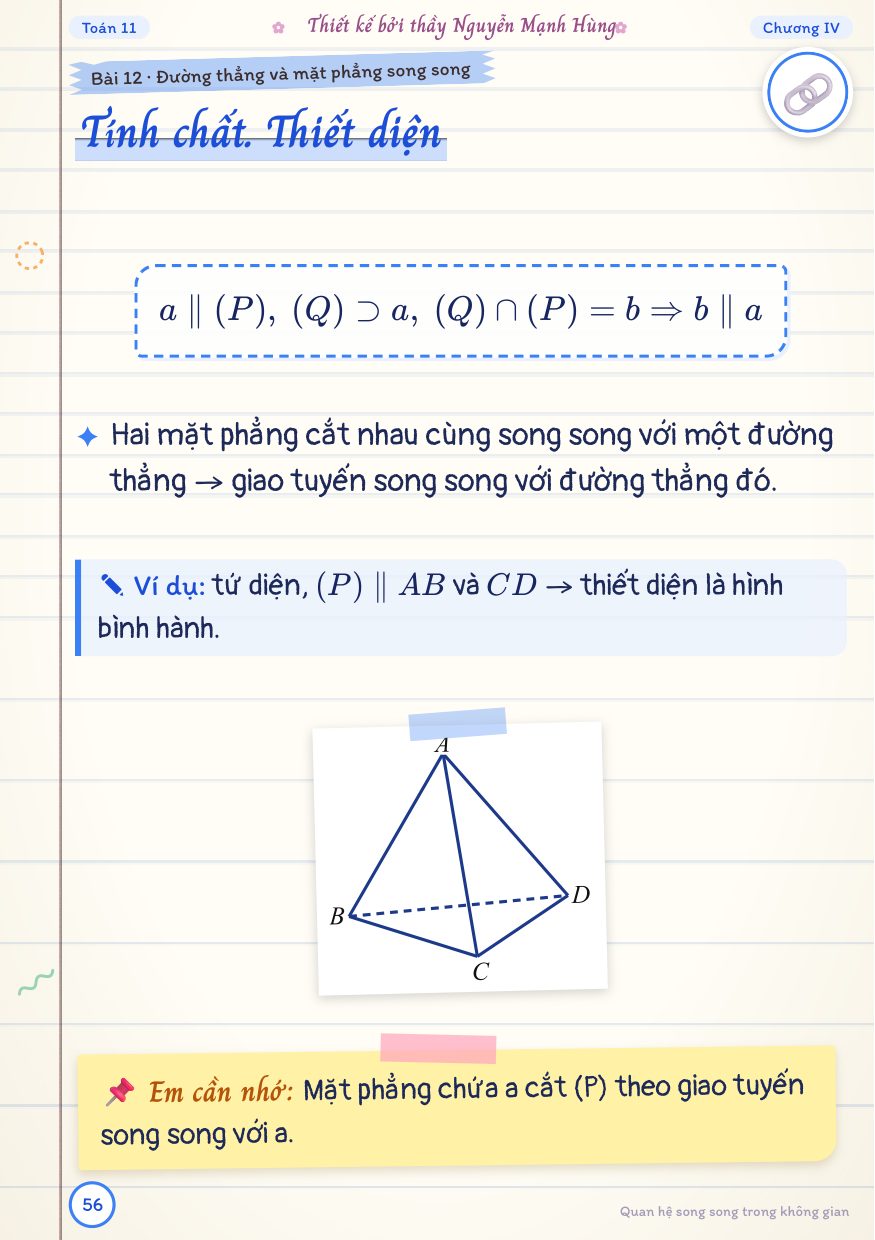 Toán 11
Thiết kế bởi thầy Nguyễn Mạnh Hùng
Chương IV
Bài 12 · Đường thẳng và mặt phẳng song song
Tính chất. Thiết diện
a ∥ (P), (Q) ⊃ a, (Q) ∩ (P) = b ⇒ b ∥ a
Hai mặt phẳng cắt nhau cùng song song với một đường
thẳng → giao tuyến song song với đường thẳng đó.
Ví dụ: tứ diện, (P) ∥ AB và CD → thiết diện là hình
bình hành.
A
D
B
C
Em cần nhớ: Mặt phẳng chứa a cắt (P) theo giao tuyến
song song với a.
56
Quan hệ song song trong không gian